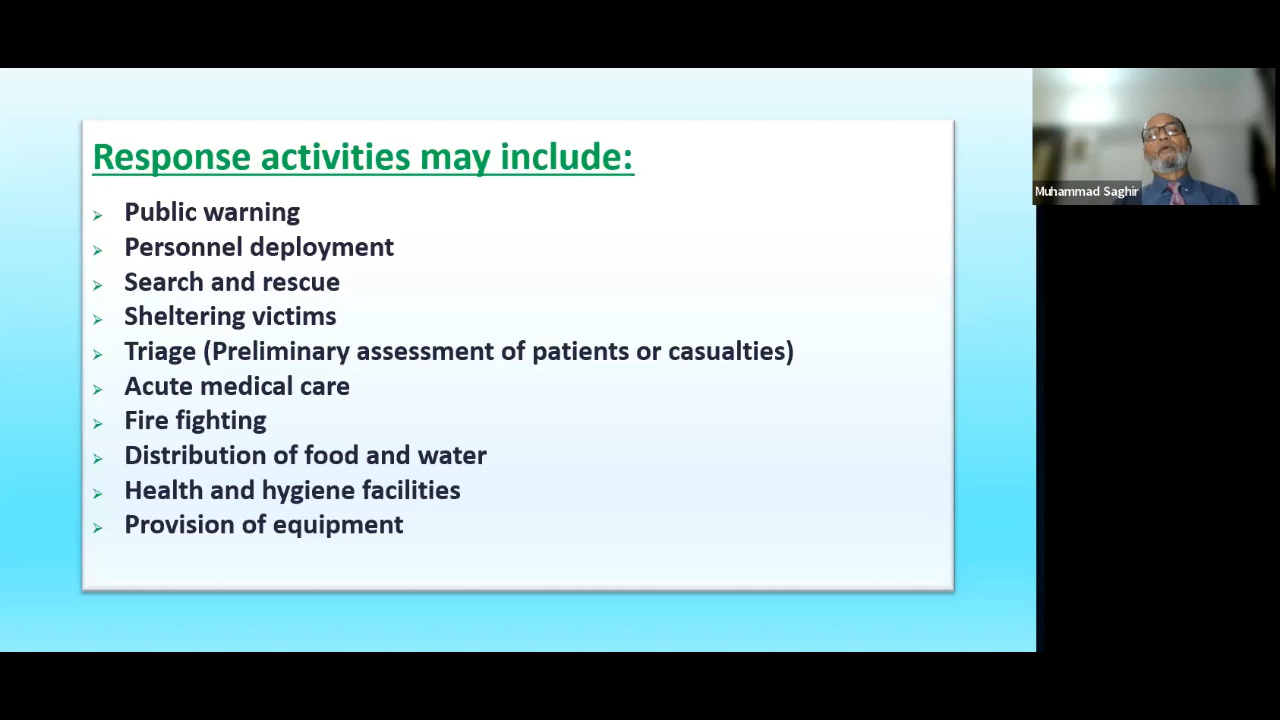 Response activities may include:
Public warning
Personnel deployment
Search and rescue
Sheltering victims
Triage (Preliminary assessment of patients or casualties)
Acute medical care
Fire fighting
Distribution of food and water
Health and hygiene facilities
Provision of equipment
Muhammad Saghir